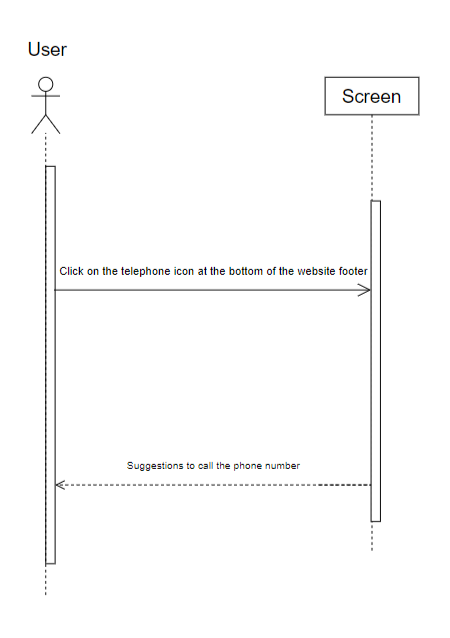 User
Screen
Click on the telephone icon at the bottom of the website footer
Suggestions to call the phone number